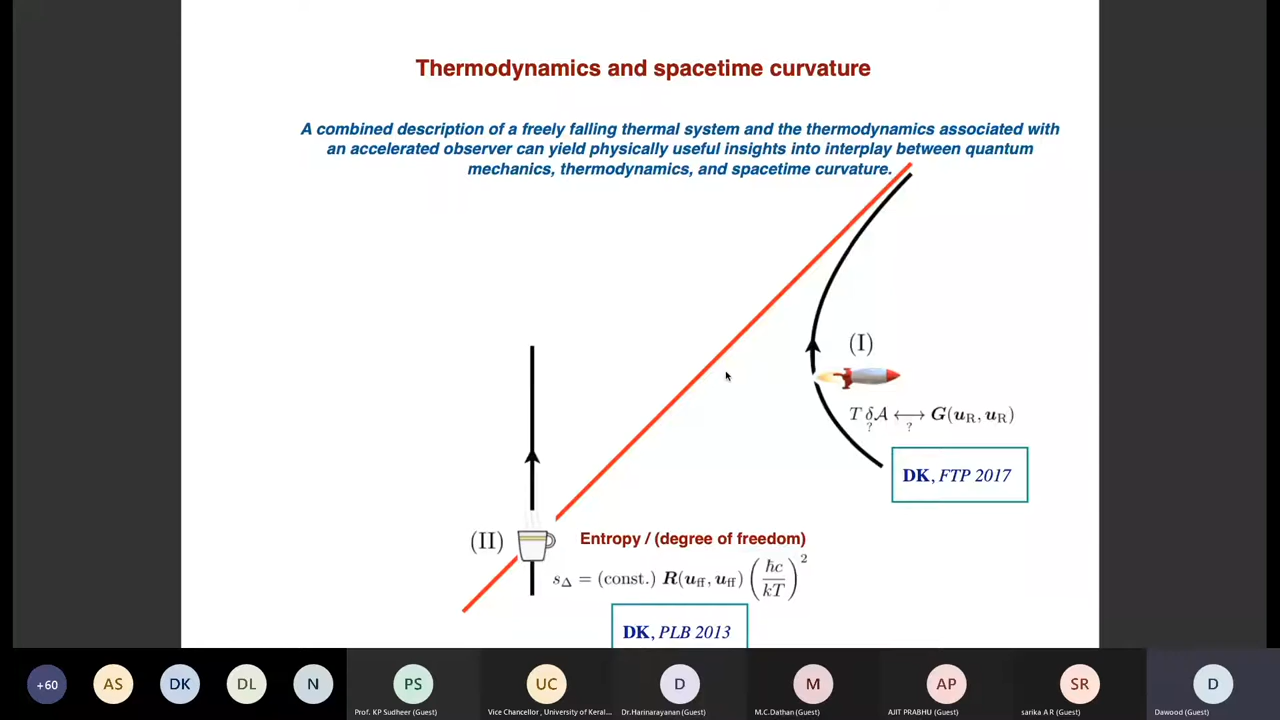 Thermodynamics and spacetime curvature
A combined description of a freely falling thermal system and the thermodynamics associated with
an accelerated observer can yield physically useful insights into interplay between quantum
mechanics, thermodynamics, and spacetime curvature.
(I)
T δA ⟷ G(u_R, u_R)
? ?
DK, FTP 2017
(II)
Entropy / (degree of freedom)
s_Δ = (const.) R(u_ff, u_ff) (ħc/kT)^2
DK, PLB 2013
+60 AS DK DL N PS UC D M AP SR D
Prof. KP Sudheer (Guest) Vice Chancellor , University of Keral... Dr.Harinarayanan(Guest) M.C.Dathan (Guest) AJIT PRABHU (Guest) sarika A R (Guest) Dawood (Guest)